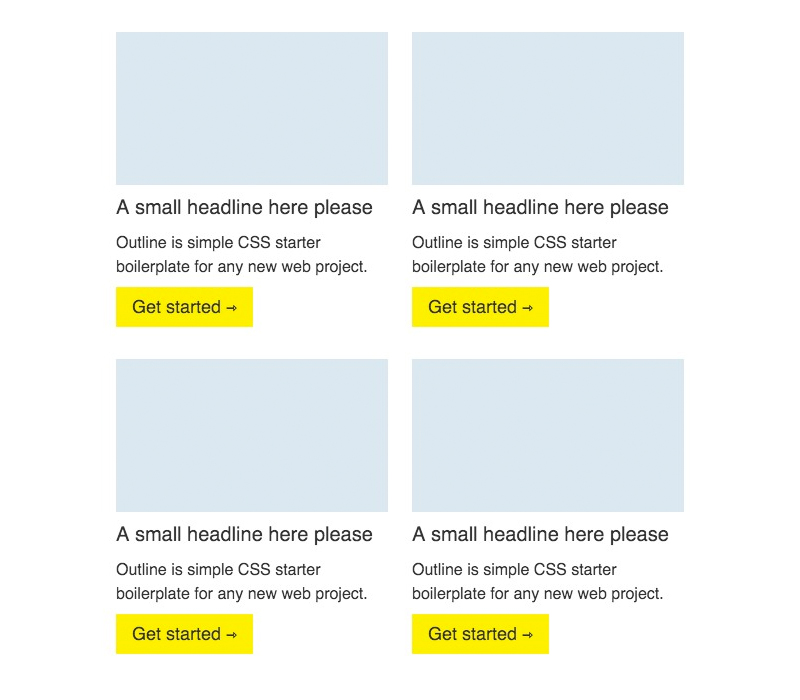 A small headline here please
Outline is simple CSS starter
boilerplate for any new web project.
Get started →
A small headline here please
Outline is simple CSS starter
boilerplate for any new web project.
Get started →
A small headline here please
Outline is simple CSS starter
boilerplate for any new web project.
Get started →
A small headline here please
Outline is simple CSS starter
boilerplate for any new web project.
Get started →